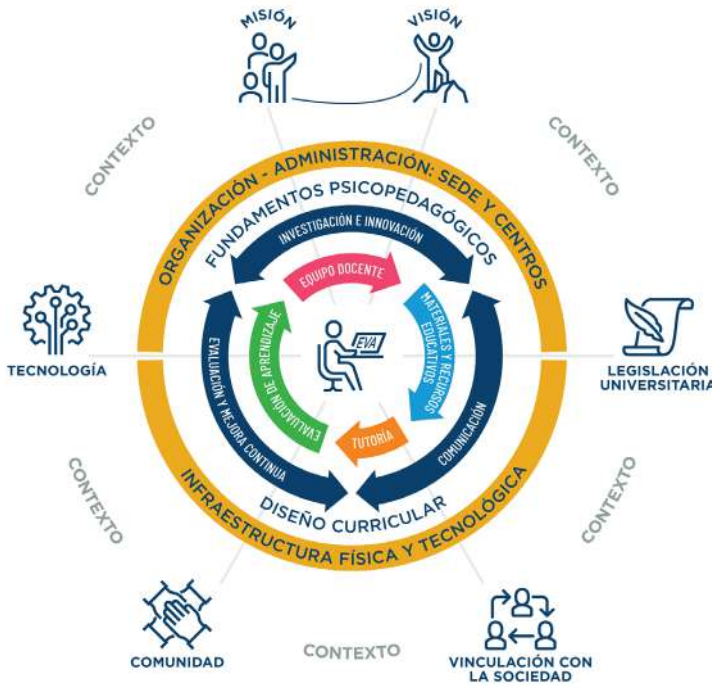 MISIÓN
VISIÓN
CONTEXTO
CONTEXTO
ORGANIZACIÓN - ADMINISTRACIÓN: SEDE Y CENTROS
FUNDAMENTOS PSICOPEDAGÓGICOS
INVESTIGACIÓN E INNOVACIÓN
EQUIPO DOCENTE
MATERIALES Y RECURSOS
EDUCATIVOS
EVA
EVALUACIÓN DE APRENDIZAJE
EVALUACIÓN Y MEJORA CONTINUA
TUTORÍA
COMUNICACIÓN
TECNOLOGÍA
LEGISLACIÓN
UNIVERSITARIA
DISEÑO CURRICULAR
INFRAESTRUCTURA FÍSICA Y TECNOLÓGICA
CONTEXTO
CONTEXTO
COMUNIDAD
CONTEXTO
VINCULACIÓN CON
LA SOCIEDAD